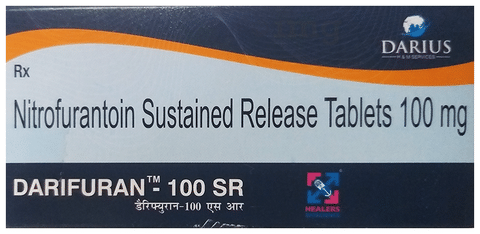 DARIUS
Rx
Nitrofurantoin Sustained Release Tablets 100 mg
DARIFURAN™- 100 SR
डैरिफ्युरान-100 एस आर
HEALERS